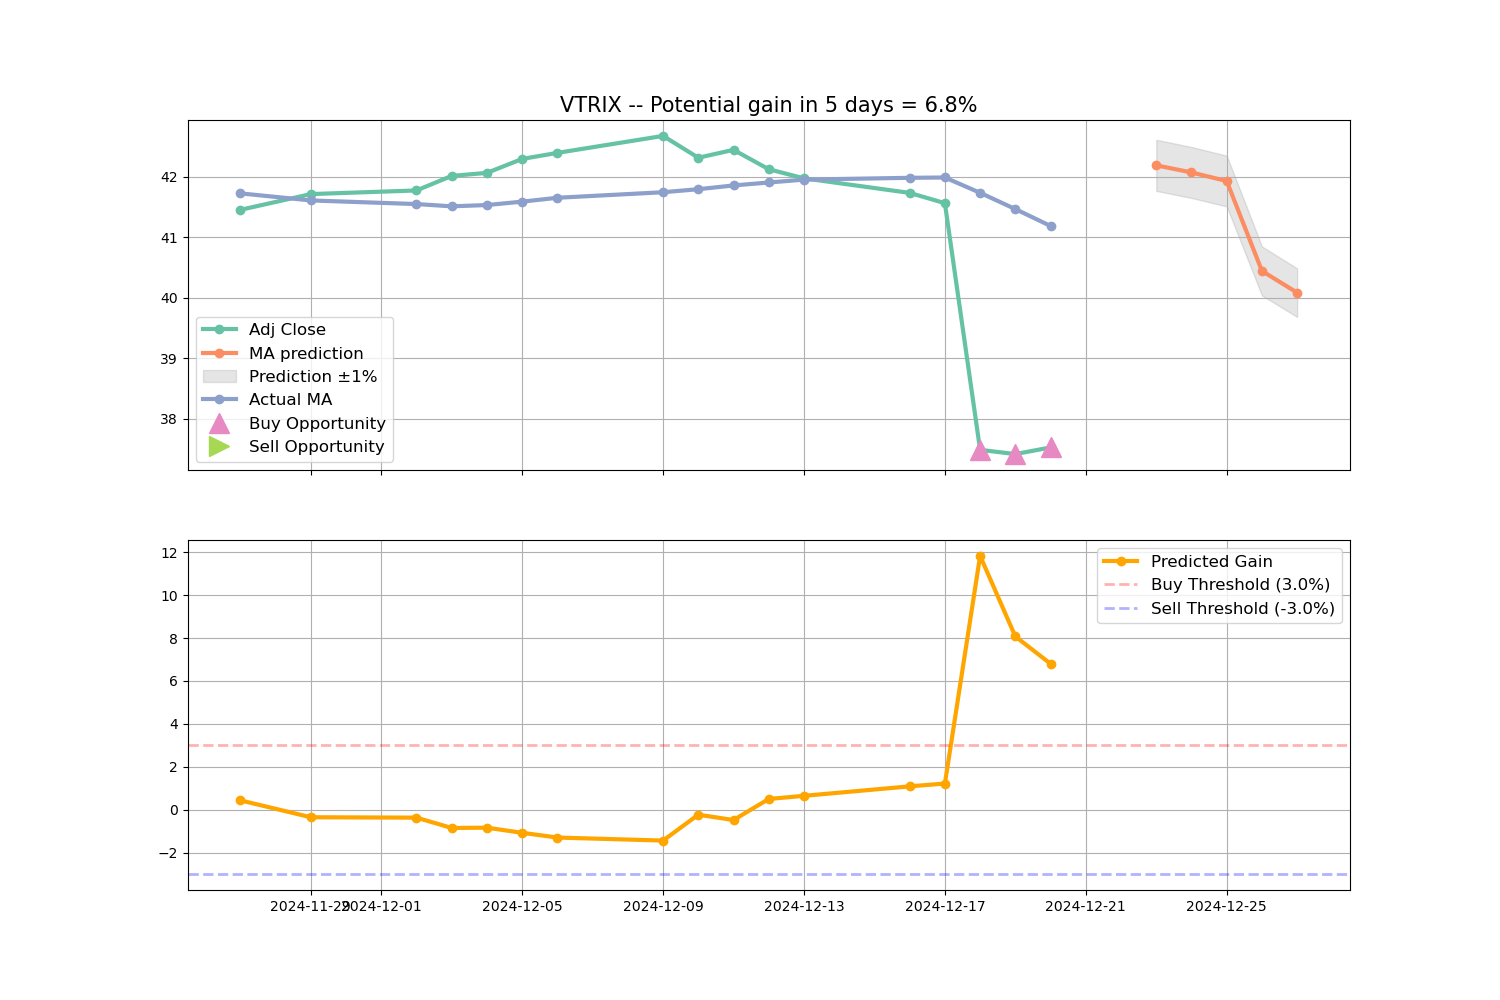 VTRIX -- Potential gain in 5 days = 6.8%
42
41
40
39
38
Adj Close
MA prediction
Prediction ±1%
Actual MA
Buy Opportunity
Sell Opportunity
12
10
8
6
4
2
0
−2
Predicted Gain
Buy Threshold (3.0%)
Sell Threshold (-3.0%)
2024-11-29 2024-12-01 2024-12-05 2024-12-09 2024-12-13 2024-12-17 2024-12-21 2024-12-25